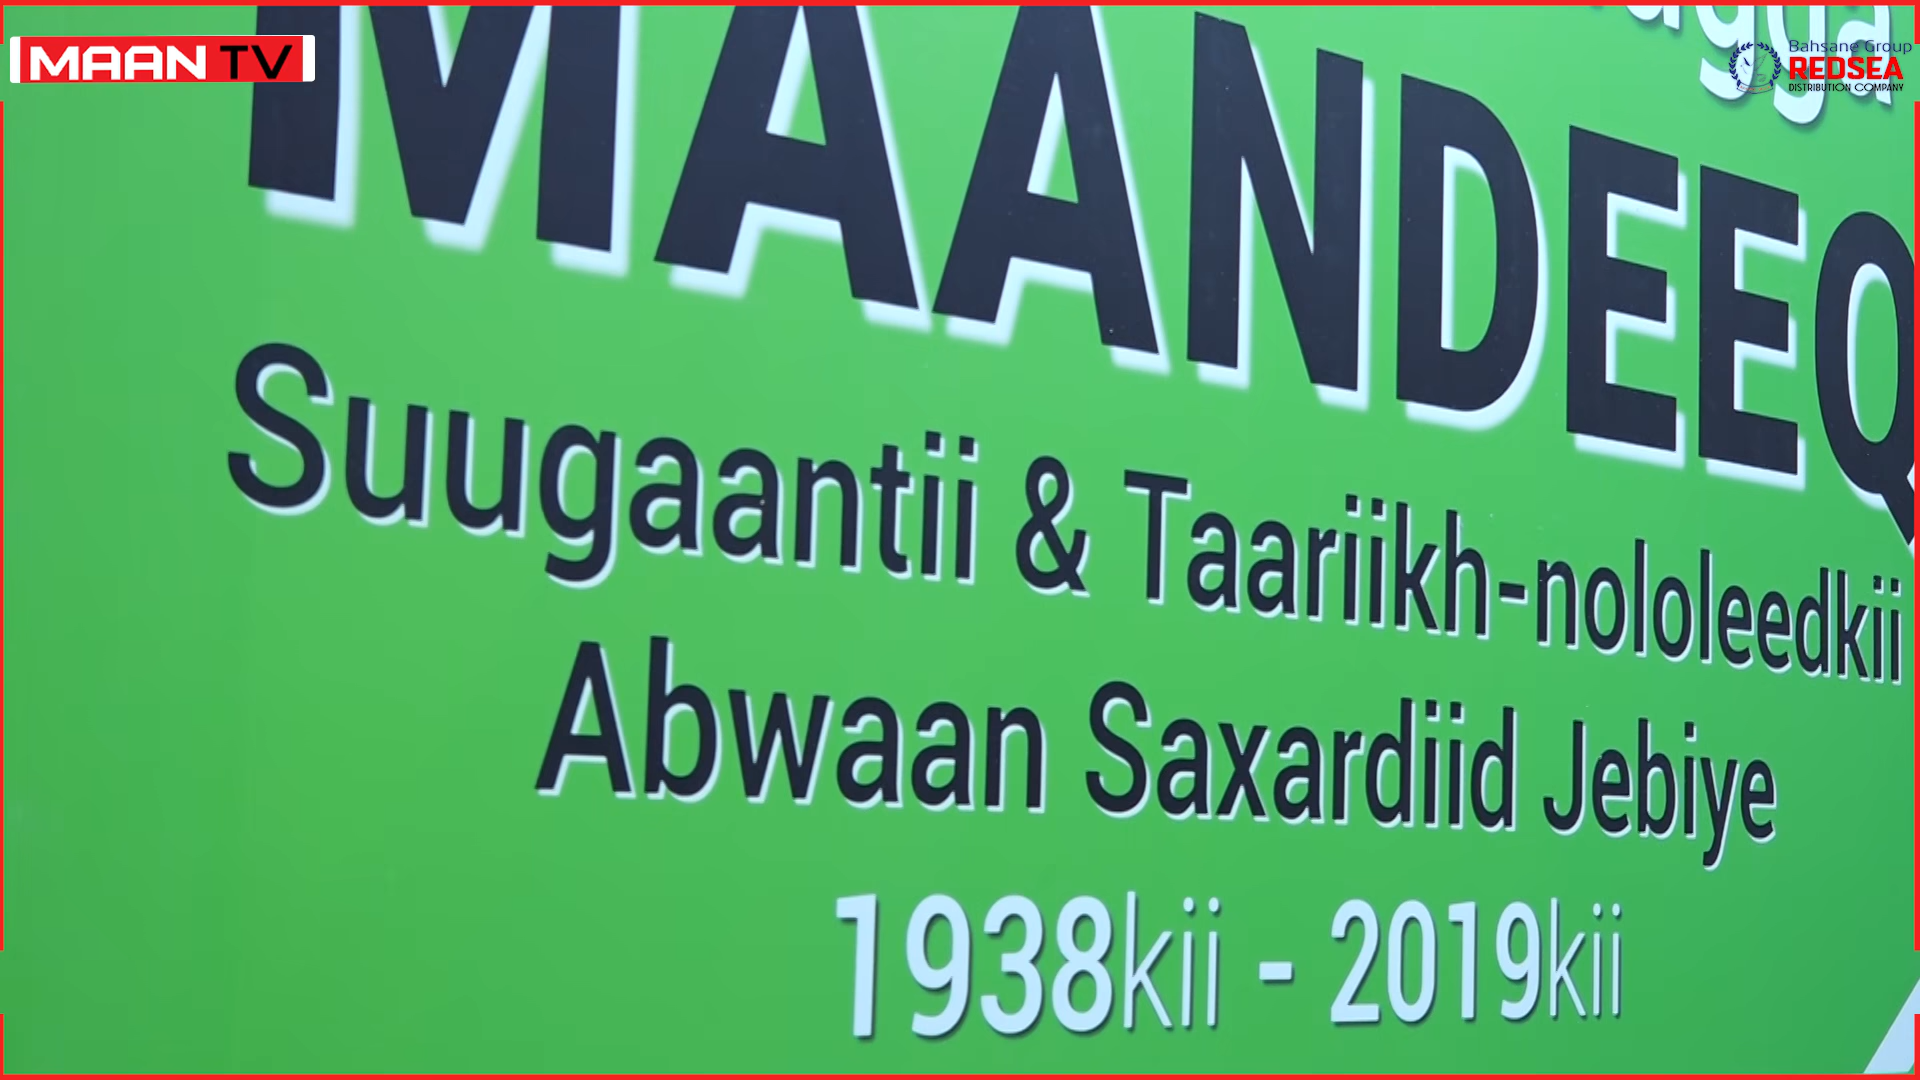 MAAN TV
Bahsane Group
REDSEA
DISTRIBUTION COMPANY
MAANDEEQ
Suugaantii & Taariikh-nololeedkii
Abwaan Saxardiid Jebiye
1938kii - 2019kii